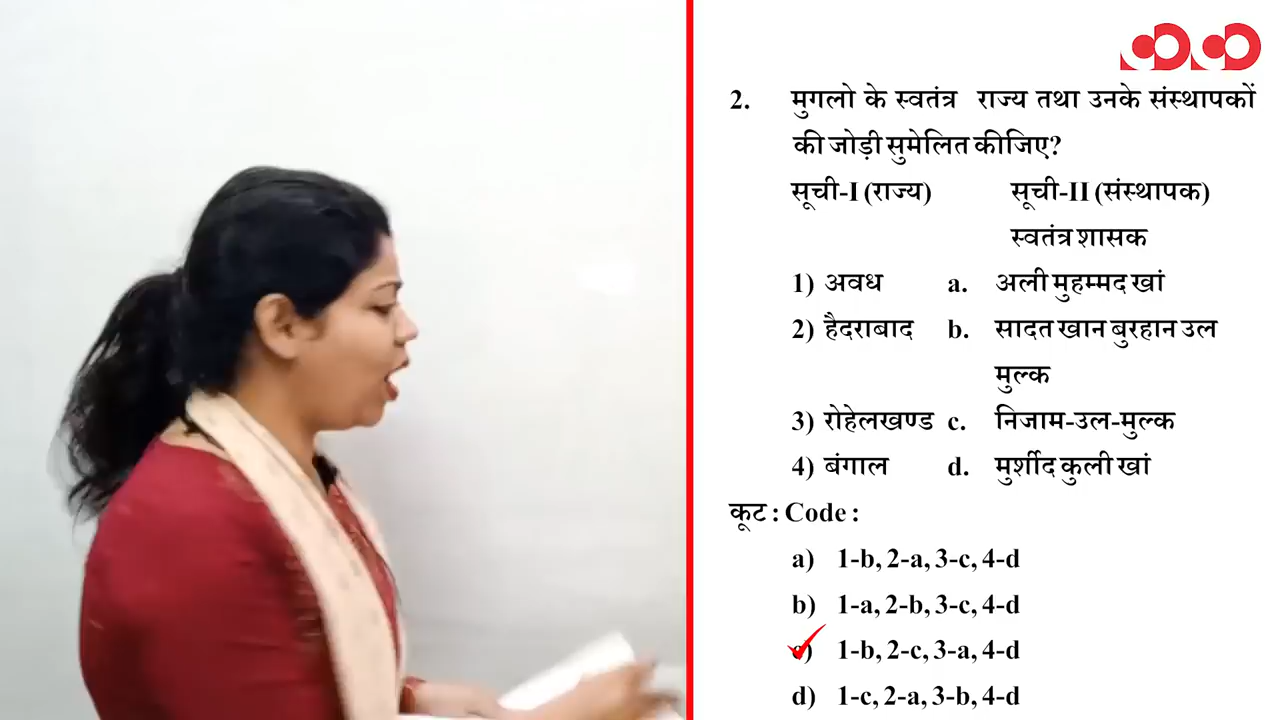 2. मुगलो के स्वतंत्र राज्य तथा उनके संस्थापकों
की जोड़ी सुमेलित कीजिए?
सूची-I (राज्य) सूची-II (संस्थापक)
स्वतंत्र शासक
1) अवध a. अली मुहम्मद खां
2) हैदराबाद b. सादत खान बुरहान उल
मुल्क
3) रोहेलखण्ड c. निजाम-उल-मुल्क
4) बंगाल d. मुर्शीद कुली खां
कूट : Code :
a) 1-b, 2-a, 3-c, 4-d
b) 1-a, 2-b, 3-c, 4-d
c) 1-b, 2-c, 3-a, 4-d
d) 1-c, 2-a, 3-b, 4-d